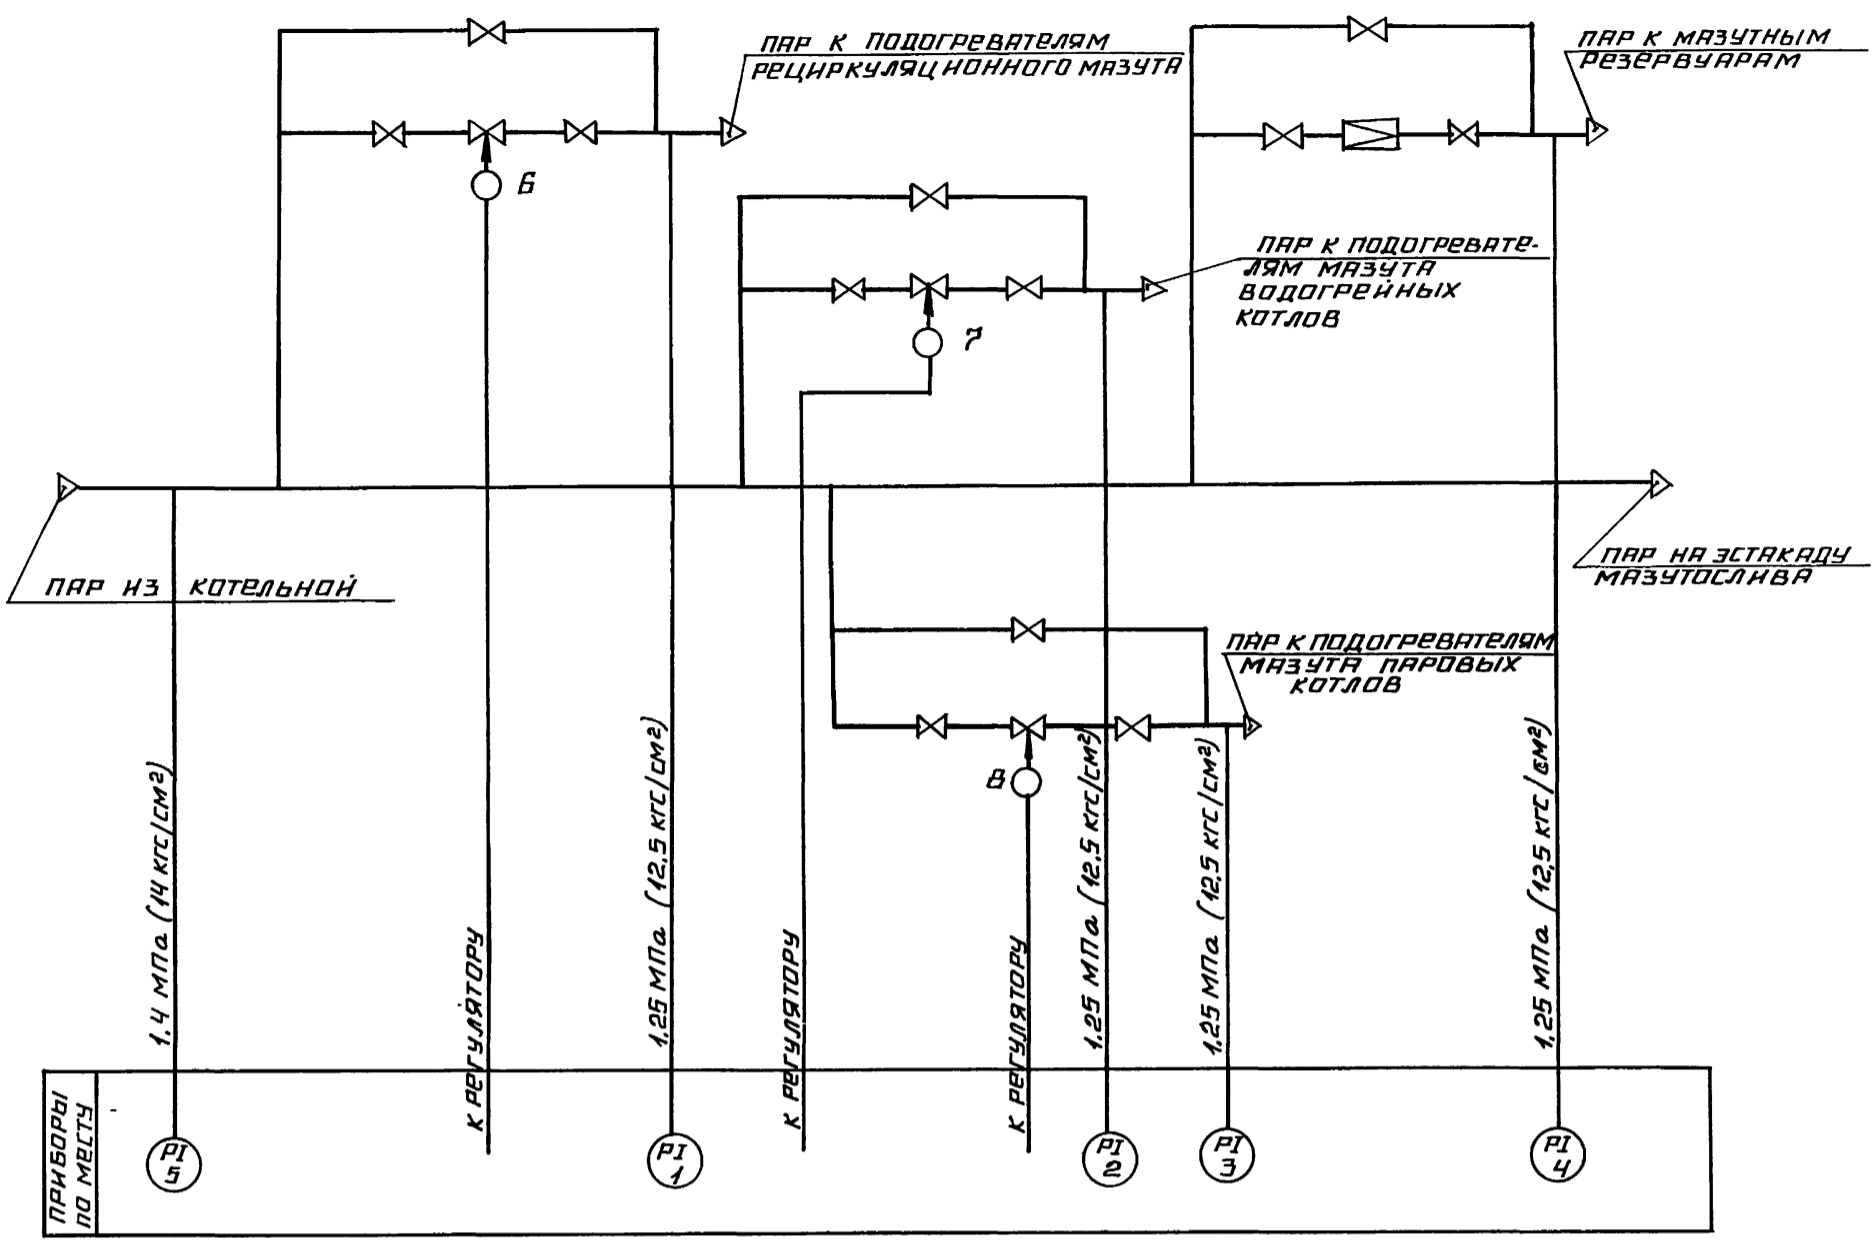 ПАР К ПОДОГРЕВАТЕЛЯМ
РЕЦИРКУЛЯЦИОННОГО МАЗУТА
ПАР К МАЗУТНЫМ
РЕЗЕРВУАРАМ
6
ПАР К ПОДОГРЕВАТЕ-
ЛЯМ МАЗУТА
ВОДОГРЕЙНЫХ
КОТЛОВ
7
ПАР ИЗ КОТЕЛЬНОЙ
ПАР НА ЭСТАКАДУ
МАЗУТОСЛИВА
ПАР К ПОДОГРЕВАТЕЛЯМ
МАЗУТА ПАРОВЫХ
КОТЛОВ
8
1,4 МПа (14 кгс/см²)
К РЕГУЛЯТОРУ
1,25 МПа (12,5 кгс/см²)
К РЕГУЛЯТОРУ
К РЕГУЛЯТОРУ
1,25 МПа (12,5 кгс/см²)
1,25 МПа (12,5 кгс/см²)
1,25 МПа (12,5 кгс/см²)
ПРИБОРЫ
ПО МЕСТУ
PI
5
PI
1
PI
2
PI
3
PI
4